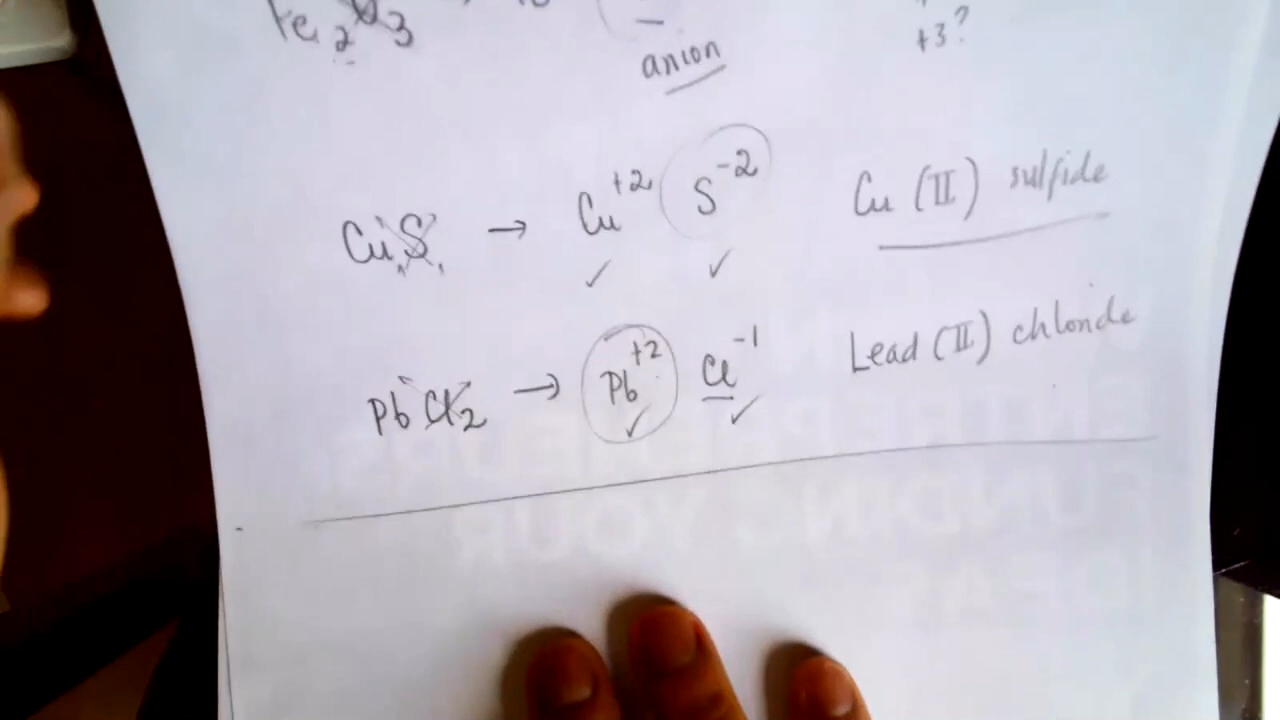 Fe2O3
+3?
anion
CuS → Cu+2 S-2 Cu (II) sulfide
PbCl2 → Pb+2 Cl-1 Lead (II) chloride